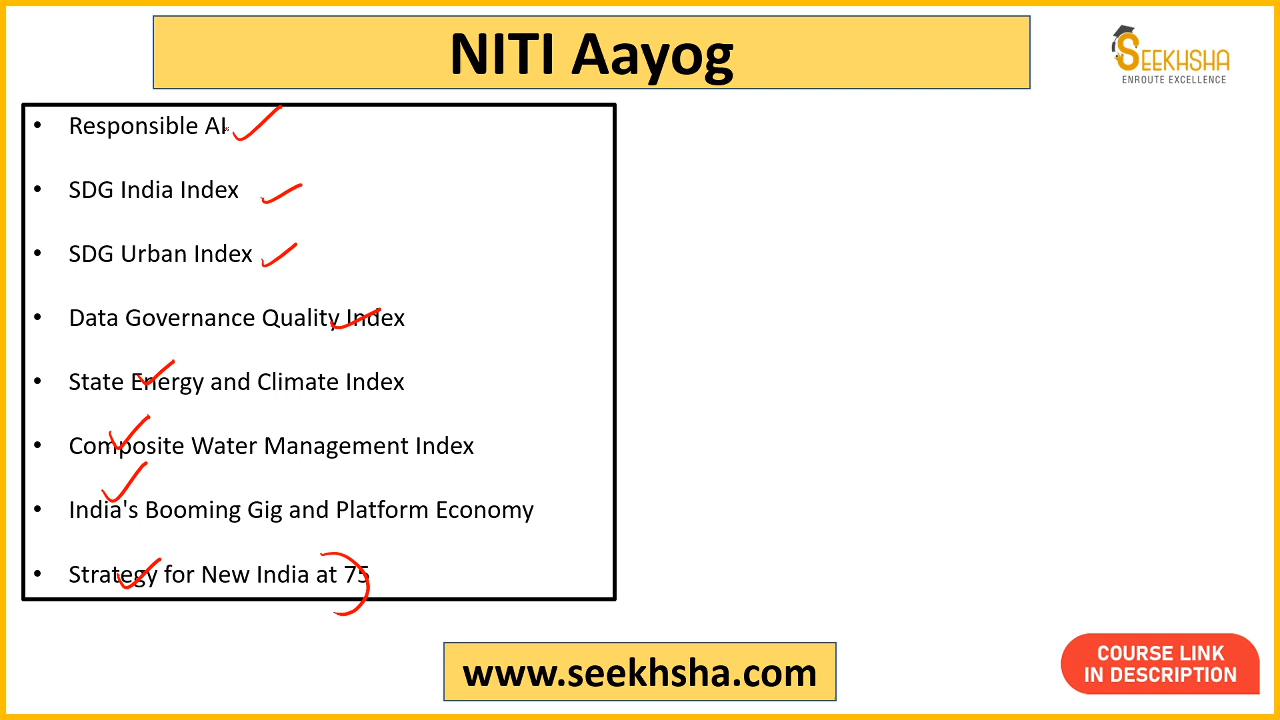 NITI Aayog
SEEKHSHA
ENROUTE EXCELLENCE
• Responsible AI
• SDG India Index
• SDG Urban Index
• Data Governance Quality Index
• State Energy and Climate Index
• Composite Water Management Index
• India's Booming Gig and Platform Economy
• Strategy for New India at 75
www.seekhsha.com
COURSE LINK
IN DESCRIPTION